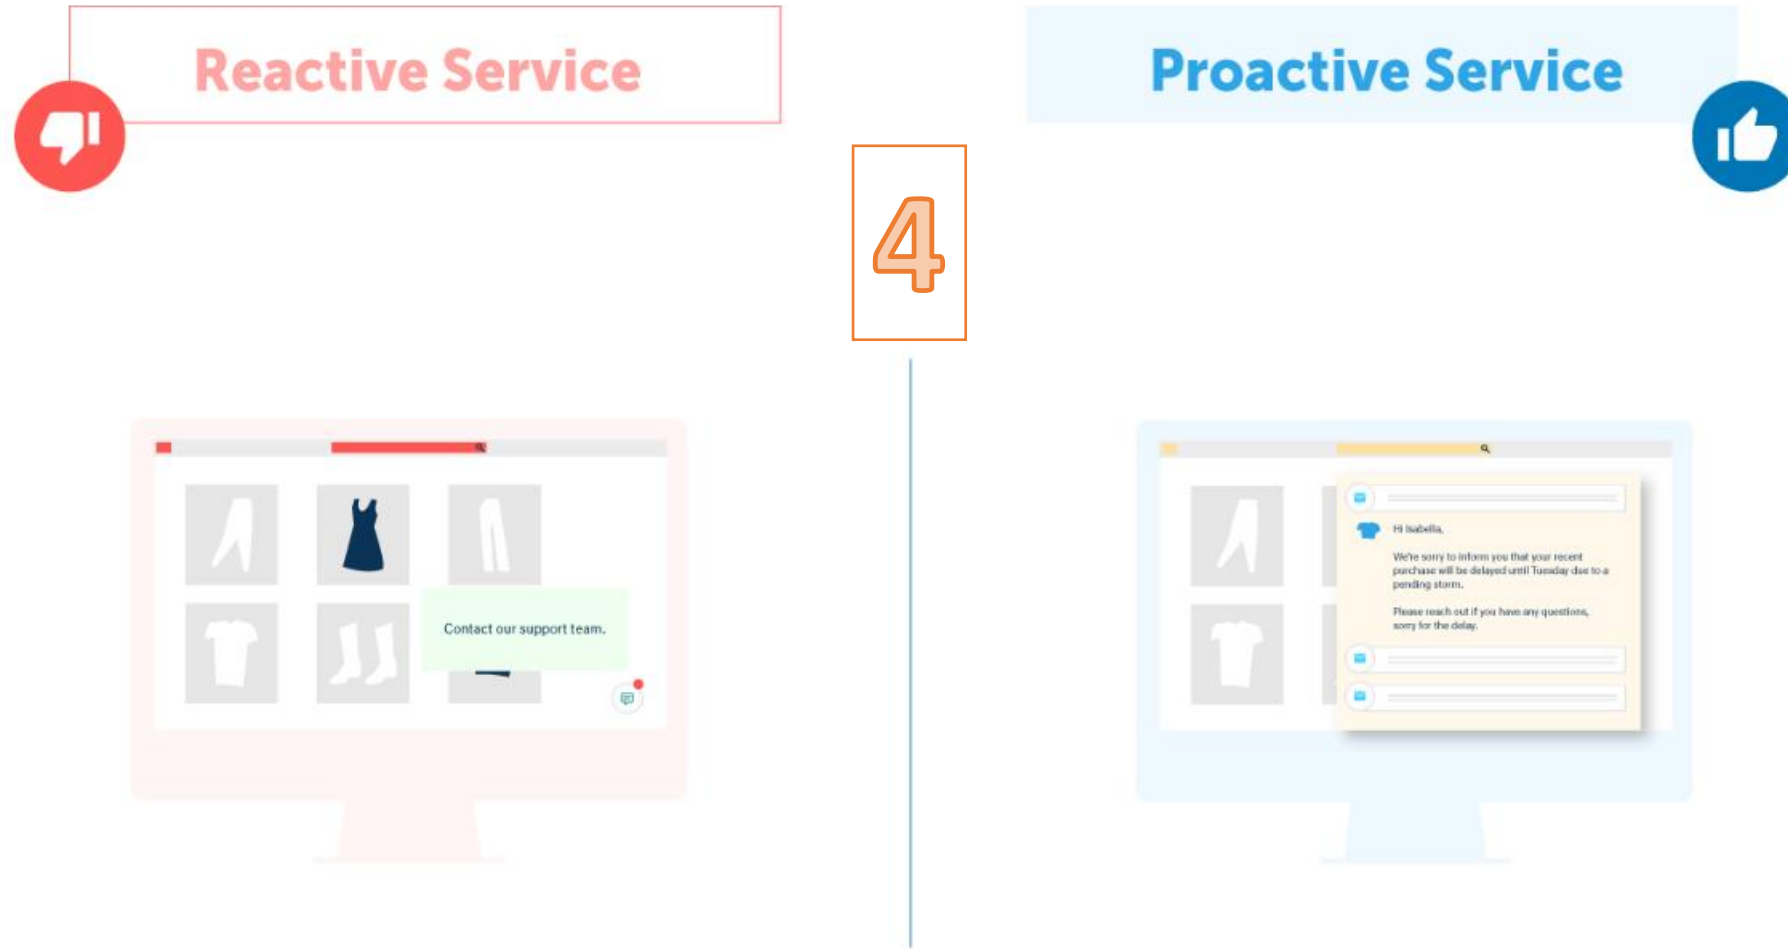 Reactive Service
Proactive Service
4
Contact our support team.
Hi Isabella,
We're sorry to inform you that your recent
purchase will be delayed until Tuesday due to a
pending storm.
Please reach out if you have any questions,
sorry for the delay.